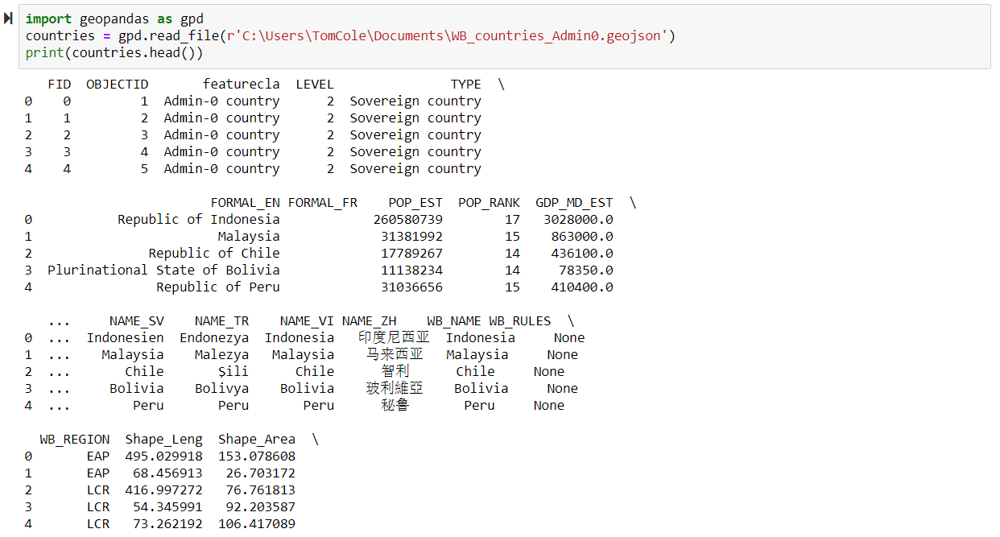 import geopandas as gpd
countries = gpd.read_file(r'C:\Users\TomCole\Documents\WB_countries_Admin0.geojson')
print(countries.head())
FID OBJECTID featurecla LEVEL TYPE \
0 0 1 Admin-0 country 2 Sovereign country
1 1 2 Admin-0 country 2 Sovereign country
2 2 3 Admin-0 country 2 Sovereign country
3 3 4 Admin-0 country 2 Sovereign country
4 4 5 Admin-0 country 2 Sovereign country
FORMAL_EN FORMAL_FR POP_EST POP_RANK GDP_MD_EST \
0 Republic of Indonesia 260580739 17 3028000.0
1 Malaysia 31381992 15 863000.0
2 Republic of Chile 17789267 14 436100.0
3 Plurinational State of Bolivia 11138234 14 78350.0
4 Republic of Peru 31036656 15 410400.0
... NAME_SV NAME_TR NAME_VI NAME_ZH WB_NAME WB_RULES \
0 ... Indonesien Endonezya Indonesia 印度尼西亚 Indonesia None
1 ... Malaysia Malezya Malaysia 马来西亚 Malaysia None
2 ... Chile Şili Chile 智利 Chile None
3 ... Bolivia Bolivya Bolivia 玻利維亞 Bolivia None
4 ... Peru Peru Peru 秘鲁 Peru None
WB_REGION Shape_Leng Shape_Area \
0 EAP 495.029918 153.078608
1 EAP 68.456913 26.703172
2 LCR 416.997272 76.761813
3 LCR 54.345991 92.203587
4 LCR 73.262192 106.417089